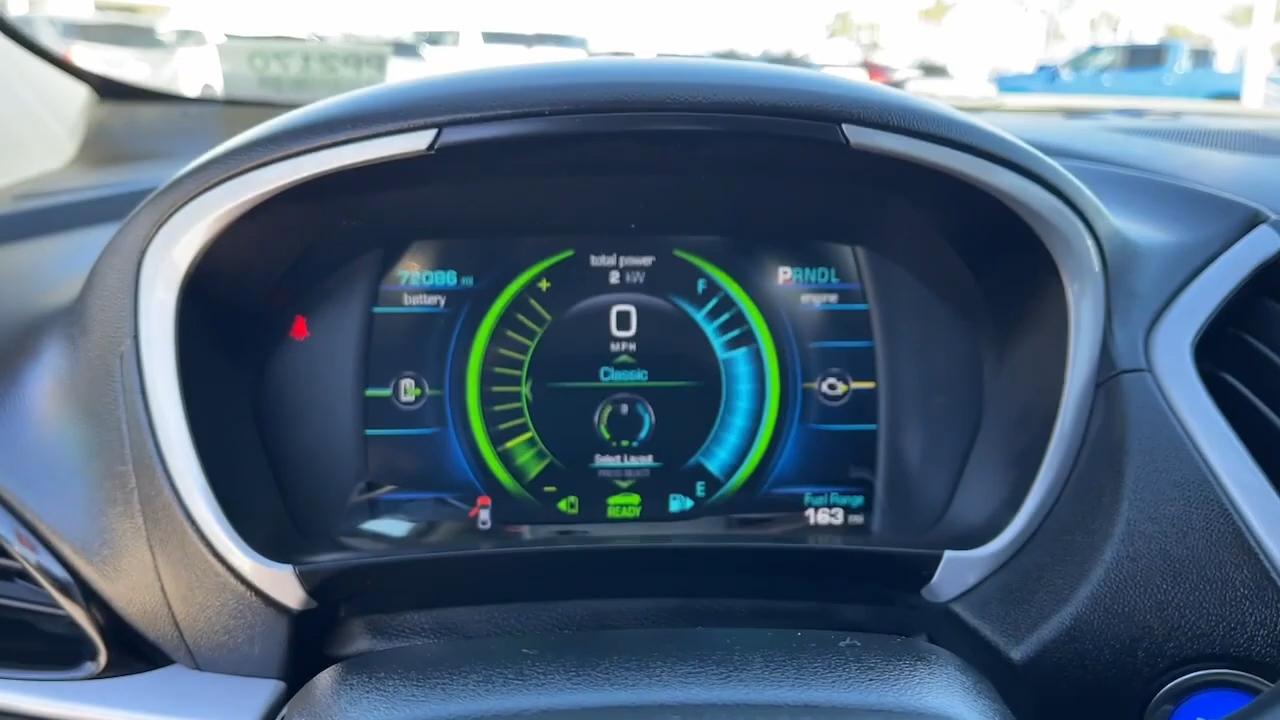 72086 mi
battery
total power
2 kW
0
MPH
Classic
Select Layout
+
-
F
E
READY
PRNDL
engine
Fuel Range
163 mi